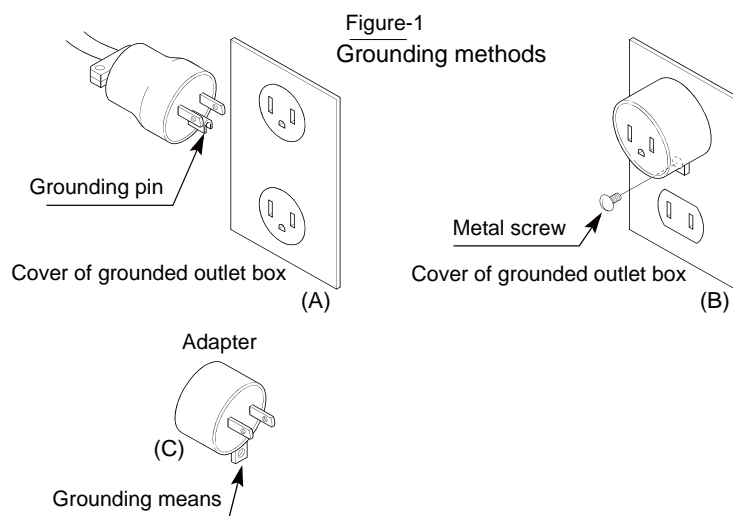 Figure-1
Grounding methods
Grounding pin
Cover of grounded outlet box
(A)
Metal screw
Cover of grounded outlet box
(B)
Adapter
(C)
Grounding means